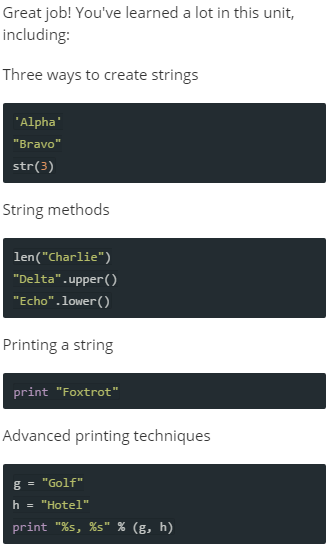 Great job! You've learned a lot in this unit,
including:
Three ways to create strings
'Alpha'
"Bravo"
str(3)
String methods
len("Charlie")
"Delta".upper()
"Echo".lower()
Printing a string
print "Foxtrot"
Advanced printing techniques
g = "Golf"
h = "Hotel"
print "%s, %s" % (g, h)